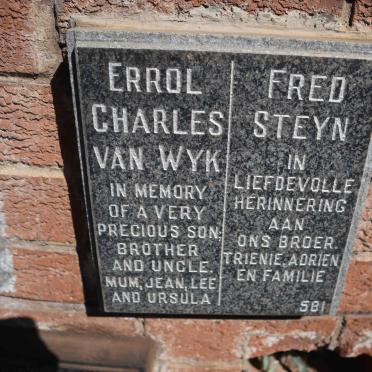 ERROL
CHARLES
VAN WYK
IN MEMORY
OF A VERY
PRECIOUS SON,
BROTHER
AND UNCLE.
MUM, JEAN, LEE
AND URSULA
FRED
STEYN
IN
LIEFDEVOLLE
HERINNERING
AAN
ONS BROER.
TRIENIE, ADRIEN
EN FAMILIE
581